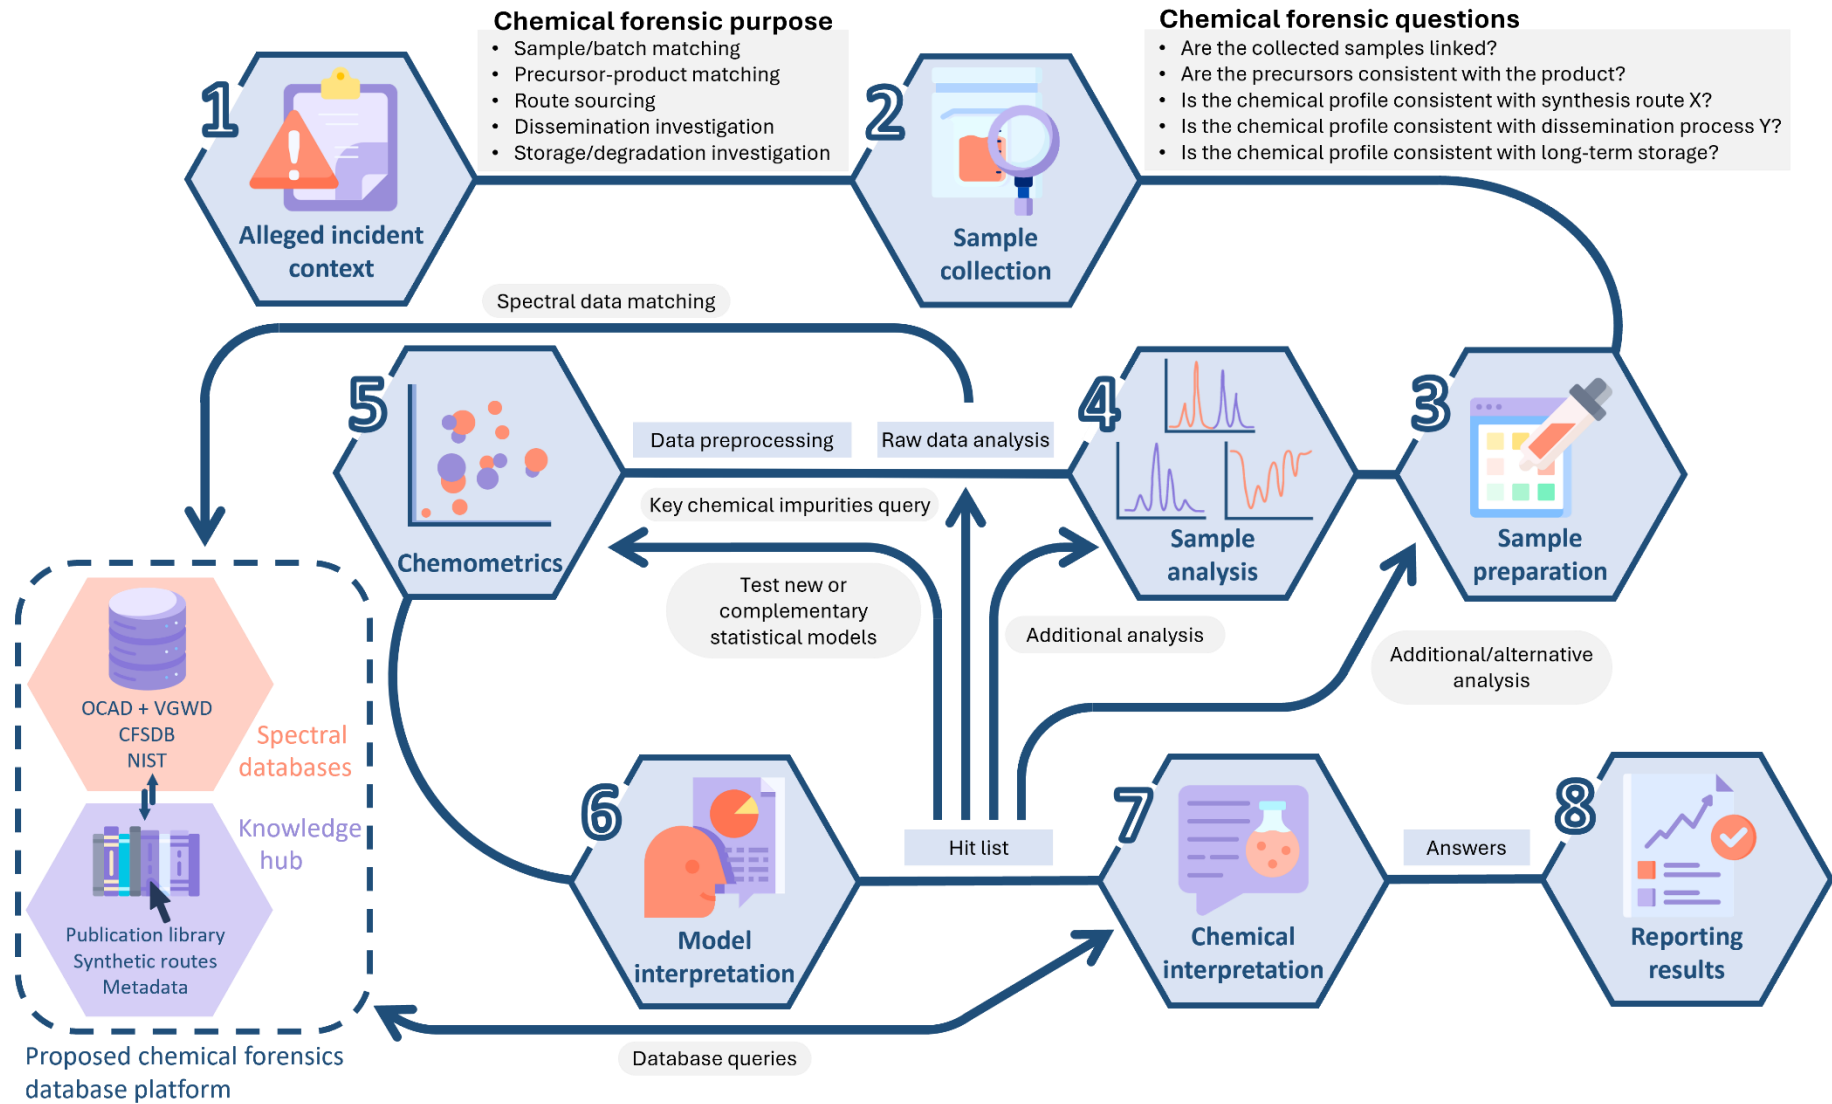 Chemical forensic purpose
• Sample/batch matching
• Precursor-product matching
• Route sourcing
• Dissemination investigation
• Storage/degradation investigation
Chemical forensic questions
• Are the collected samples linked?
• Are the precursors consistent with the product?
• Is the chemical profile consistent with synthesis route X?
• Is the chemical profile consistent with dissemination process Y?
• Is the chemical profile consistent with long-term storage?
1
Alleged incident
context
2
Sample
collection
Spectral data matching
5
Chemometrics
Data preprocessing
Raw data analysis
Key chemical impurities query
4
Sample
analysis
3
Sample
preparation
Test new or
complementary
statistical models
Additional analysis
Additional/alternative
analysis
OCAD + VGWD
CFSDB
NIST
Spectral
databases
Knowledge
hub
Publication library
Synthetic routes
Metadata
Proposed chemical forensics
database platform
6
Model
interpretation
Hit list
7
Chemical
interpretation
Answers
8
Reporting
results
Database queries